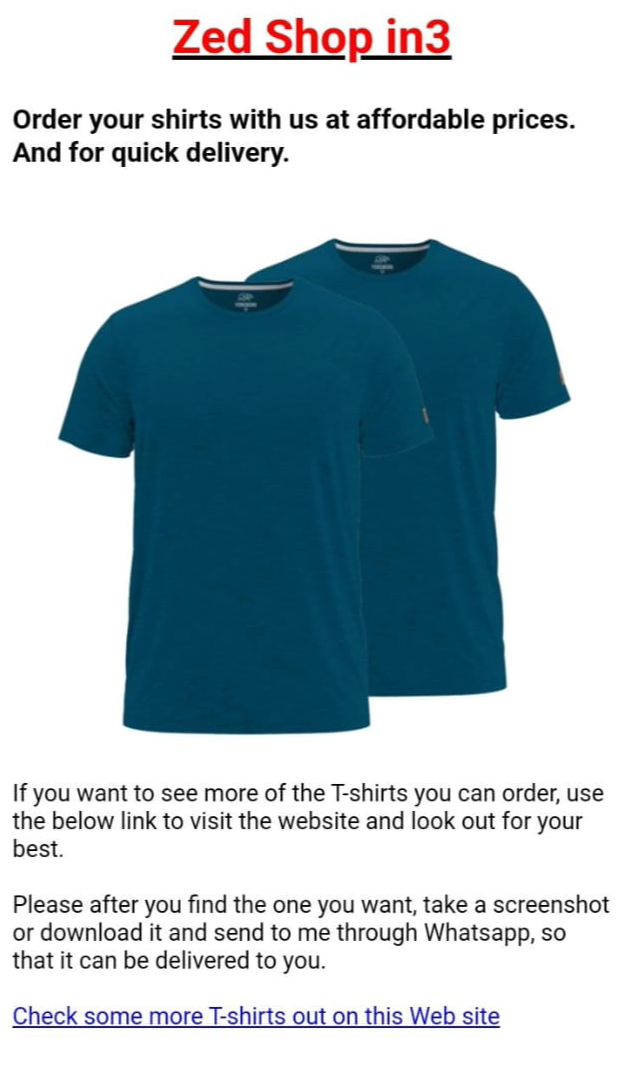 Zed Shop in3
Order your shirts with us at affordable prices.
And for quick delivery.
If you want to see more of the T-shirts you can order, use
the below link to visit the website and look out for your
best.
Please after you find the one you want, take a screenshot
or download it and send to me through Whatsapp, so
that it can be delivered to you.
Check some more T-shirts out on this Web site